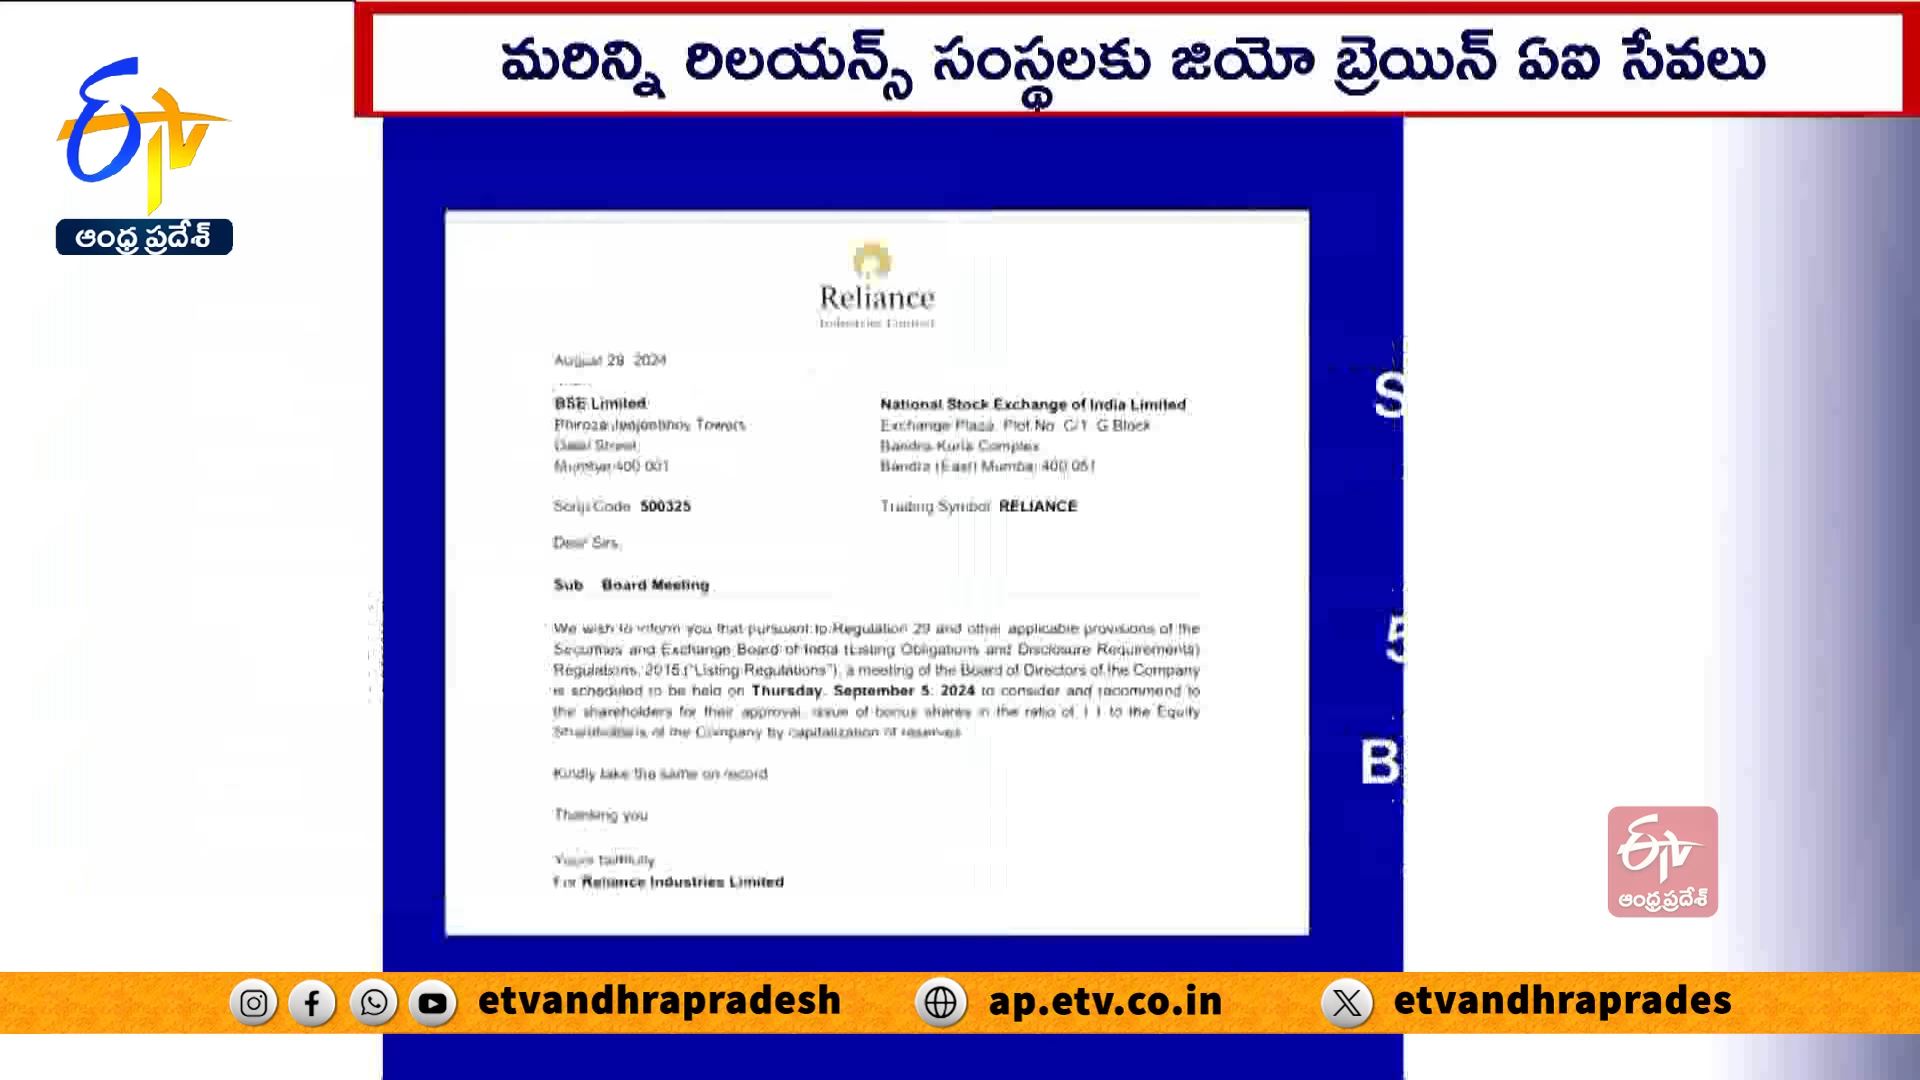 మరిన్ని రిలయన్స్ సంస్థలకు జియో బ్రెయిన్ ఏఐ సేవలు
ETV
ఆంధ్ర ప్రదేశ్
Reliance
Industries Limited
August 29 2024
BSE Limited
Phiroze Jeejeebhoy Towers
Dalal Street
Mumbai 400 001
National Stock Exchange of India Limited
Exchange Plaza, Plot No. C/1 G Block
Bandra-Kurla Complex
Bandra (East) Mumbai 400 051
Scrip Code 500325
Trading Symbol RELIANCE
Dear Sirs,
Sub Board Meeting
We wish to inform you that pursuant to Regulation 29 and other applicable provisions of the
Securities and Exchange Board of India (Listing Obligations and Disclosure Requirements)
Regulations, 2015 ("Listing Regulations"), a meeting of the Board of Directors of the Company
is scheduled to be held on Thursday, September 5, 2024 to consider and recommend to
the shareholders for their approval, issue of bonus shares in the ratio of 1 1 to the Equity
Shareholders of the Company by capitalization of reserves
Kindly take the same on record
Thanking you
Yours faithfully
For Reliance Industries Limited
S
5
B
ETV
ఆంధ్రప్రదేశ్
etvandhrapradesh
ap.etv.co.in
etvandhraprades